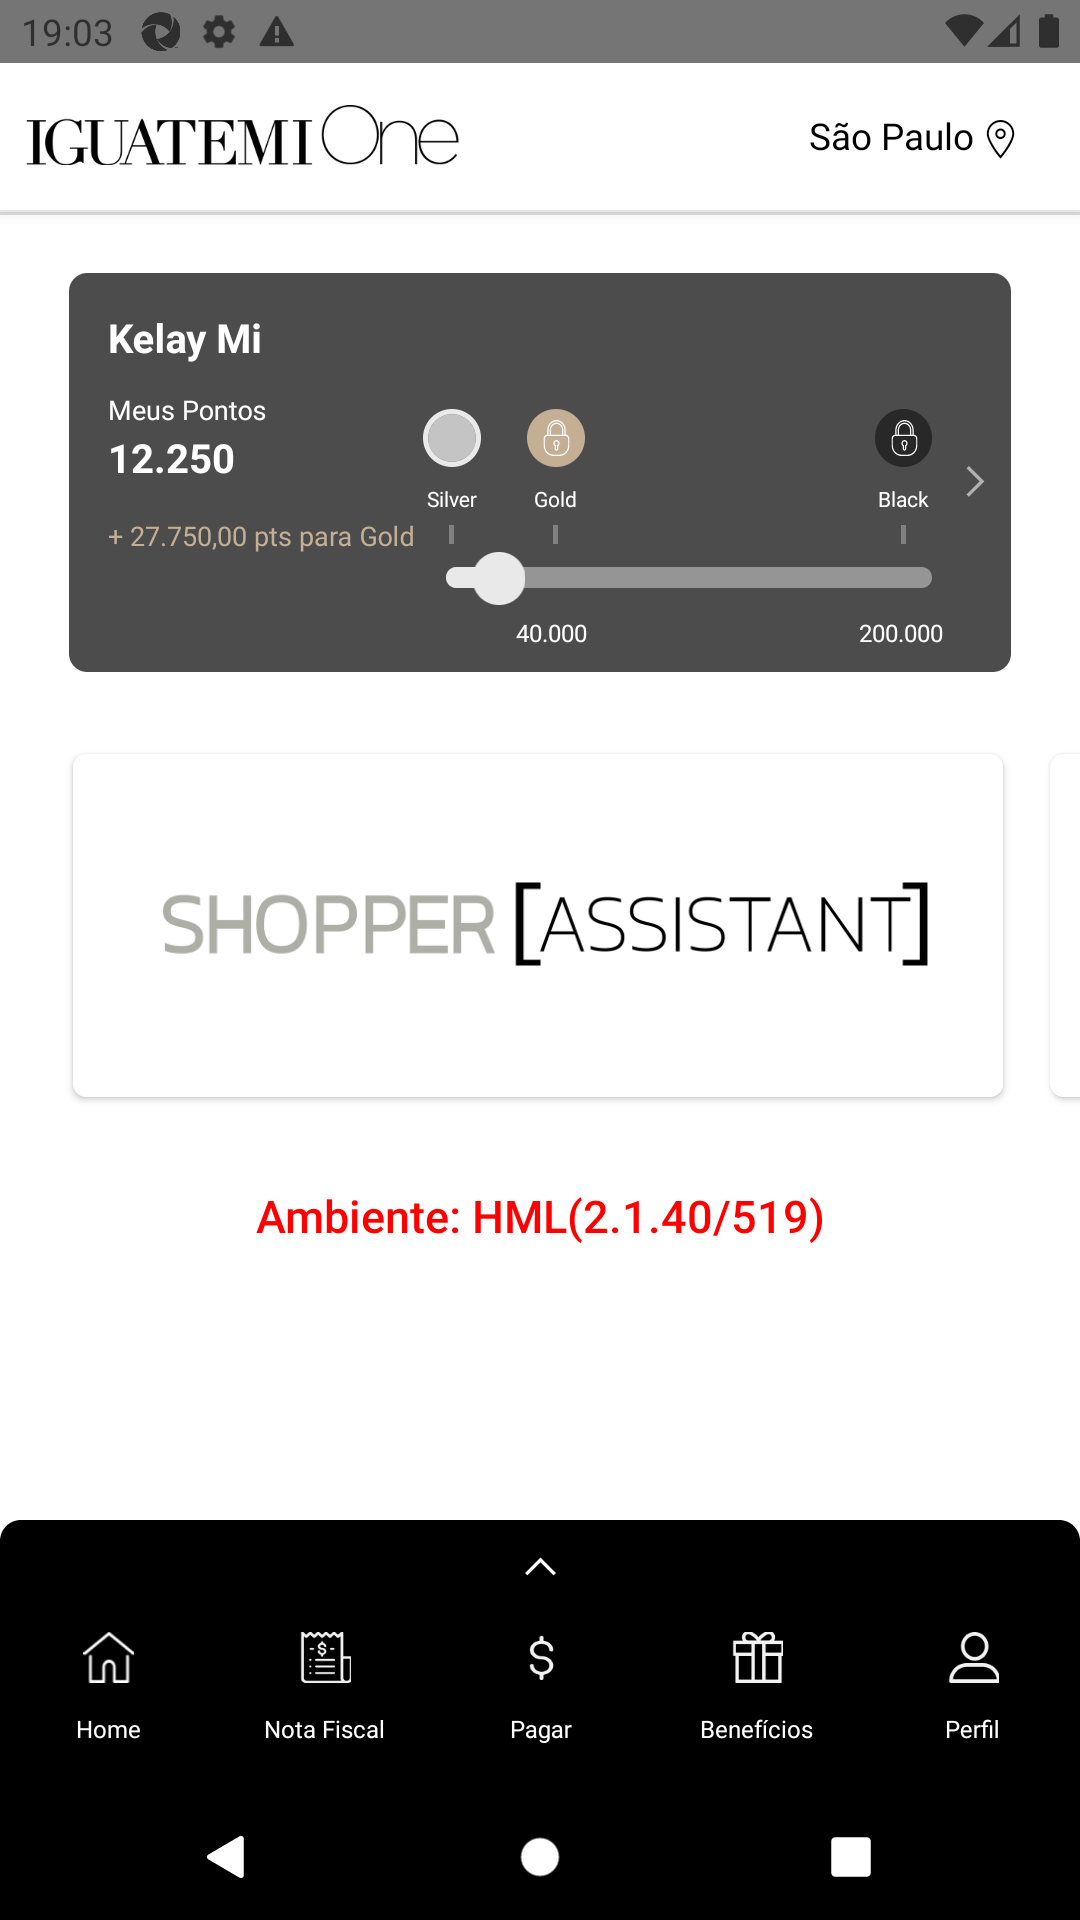 19:03
IGUATEMI One
São Paulo
Kelay Mi
Meus Pontos
12.250
Silver
Gold
Black
+ 27.750,00 pts para Gold
40.000
200.000
SHOPPER [ASSISTANT]
Ambiente: HML(2.1.40/519)
Home
Nota Fiscal
Pagar
Benefícios
Perfil